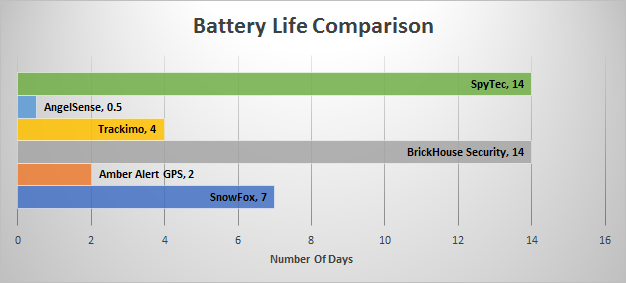 Battery Life Comparison
SpyTec, 14
AngelSense, 0.5
Trackimo, 4
BrickHouse Security, 14
Amber Alert GPS, 2
SnowFox, 7
0 2 4 6 8 10 12 14 16
Number Of Days